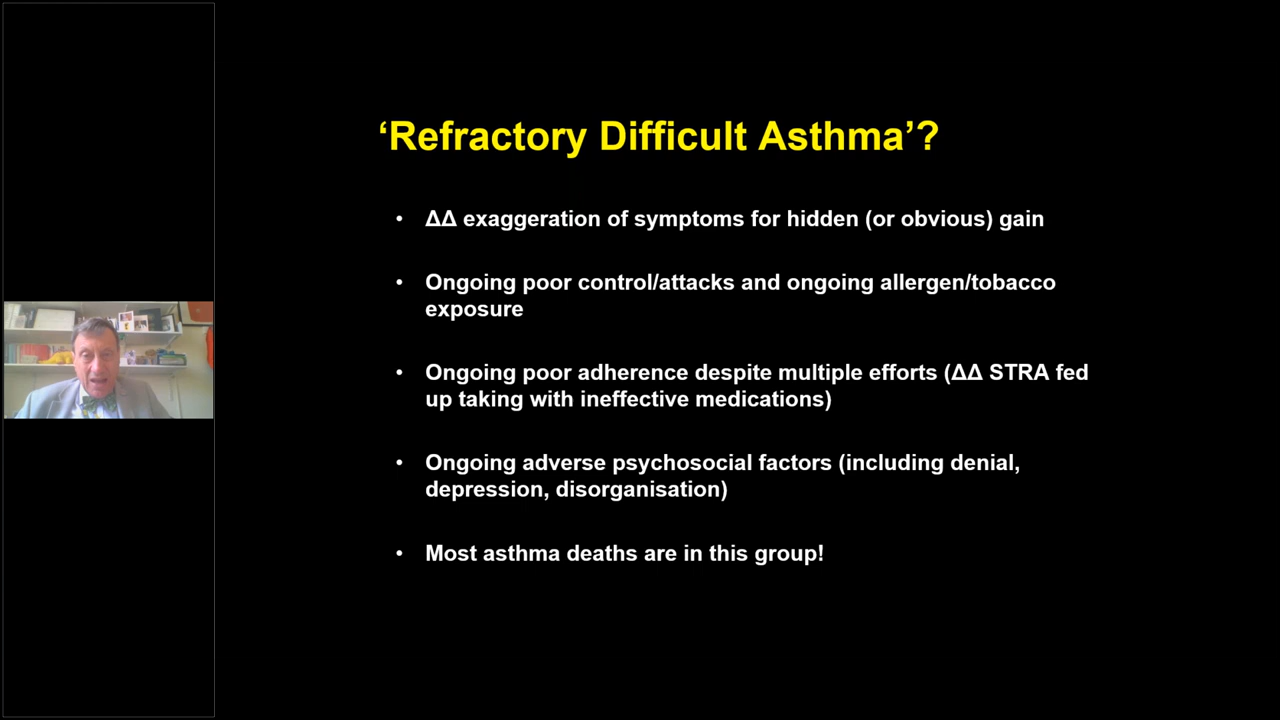 ‘Refractory Difficult Asthma’?
• ΔΔ exaggeration of symptoms for hidden (or obvious) gain
• Ongoing poor control/attacks and ongoing allergen/tobacco
exposure
• Ongoing poor adherence despite multiple efforts (ΔΔ STRA fed
up taking with ineffective medications)
• Ongoing adverse psychosocial factors (including denial,
depression, disorganisation)
• Most asthma deaths are in this group!